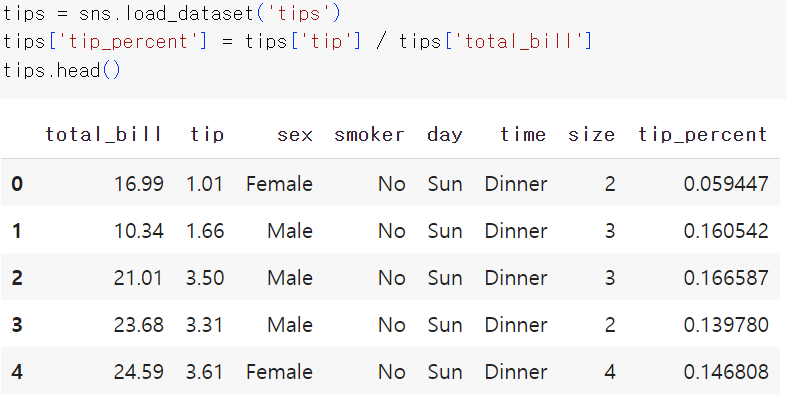 tips = sns.load_dataset('tips')
tips['tip_percent'] = tips['tip'] / tips['total_bill']
tips.head()
total_bill tip sex smoker day time size tip_percent
0 16.99 1.01 Female No Sun Dinner 2 0.059447
1 10.34 1.66 Male No Sun Dinner 3 0.160542
2 21.01 3.50 Male No Sun Dinner 3 0.166587
3 23.68 3.31 Male No Sun Dinner 2 0.139780
4 24.59 3.61 Female No Sun Dinner 4 0.146808